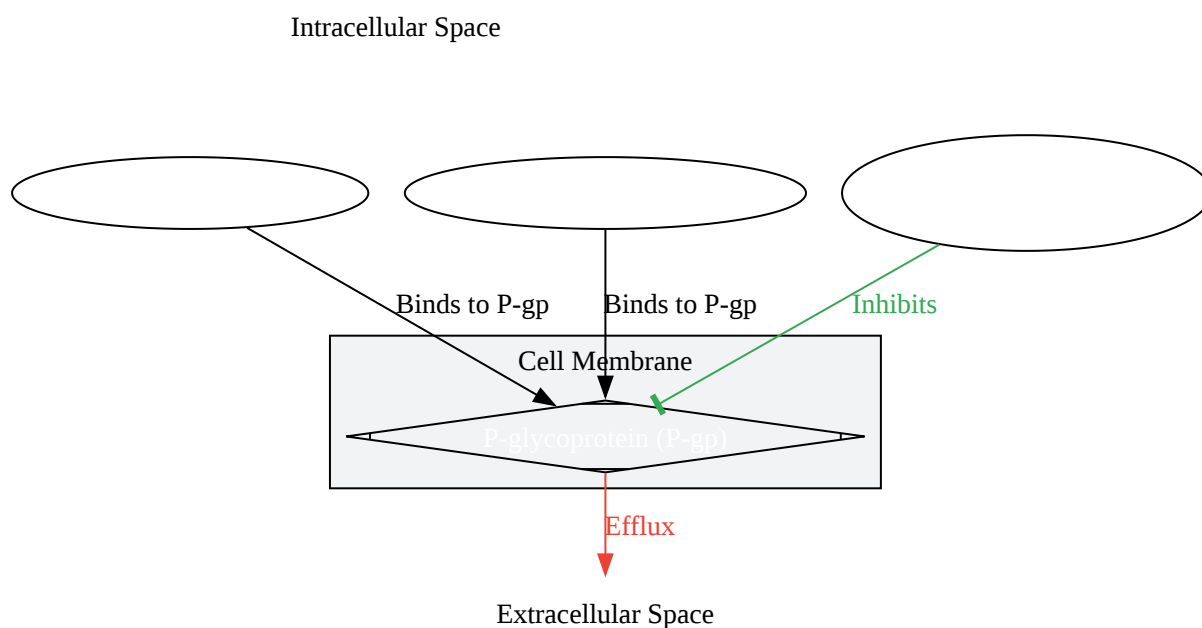 Intracellular Space
Binds to P-gp
Binds to P-gp
Inhibits
Cell Membrane
P-glycoprotein (P-gp)
Efflux
Extracellular Space